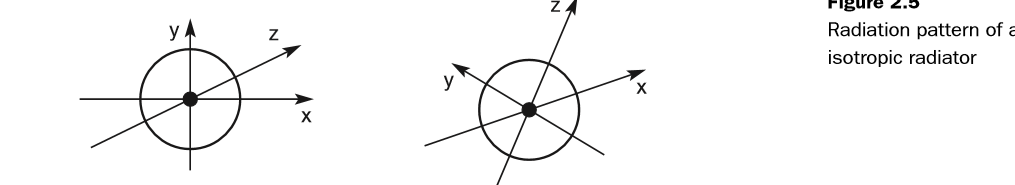 Figure 2.5
Radiation pattern of a
isotropic radiator
y
z
x
z
y
x